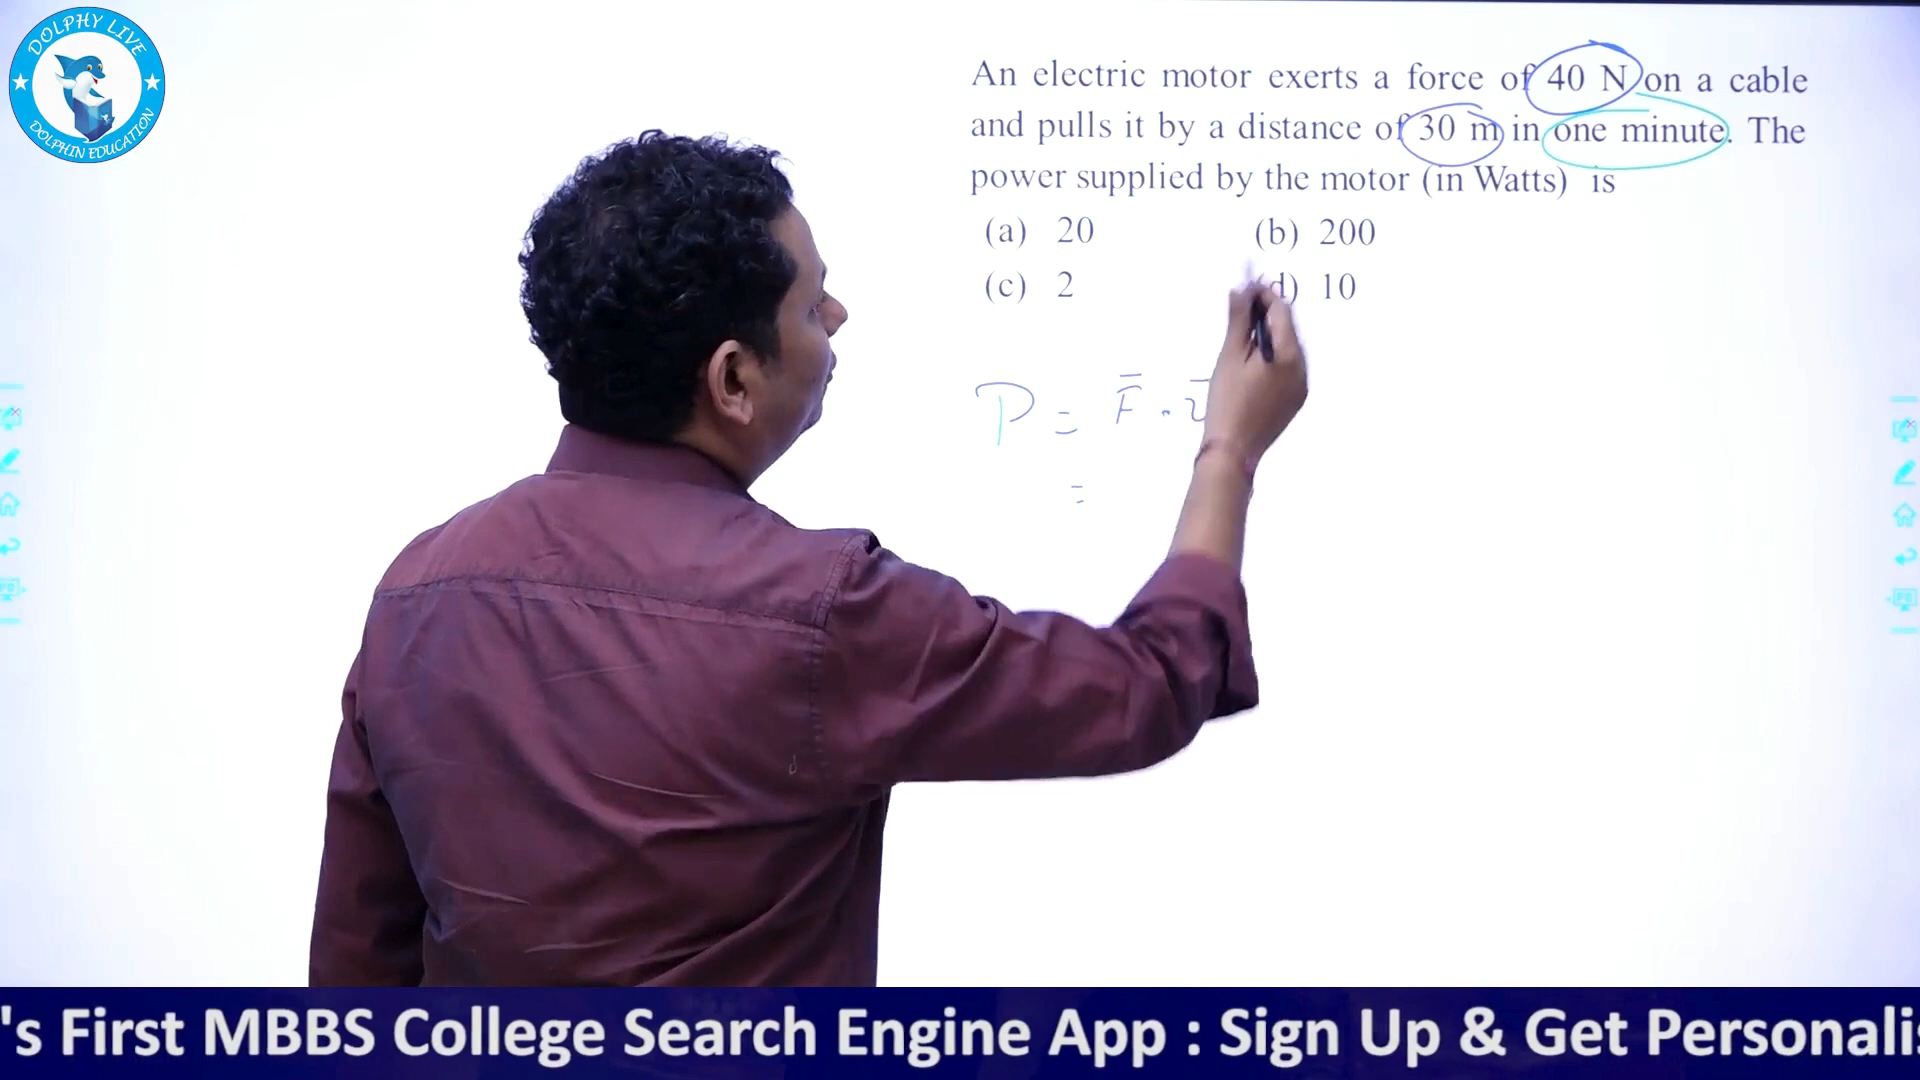 DOLPHY LIVE
DOLPHIN EDUCATION
An electric motor exerts a force of 40 N on a cable
and pulls it by a distance of 30 m in one minute. The
power supplied by the motor (in Watts) is
(a) 20 (b) 200
(c) 2 d) 10
P = F̄ . v̄
=
's First MBBS College Search Engine App : Sign Up & Get Personalis